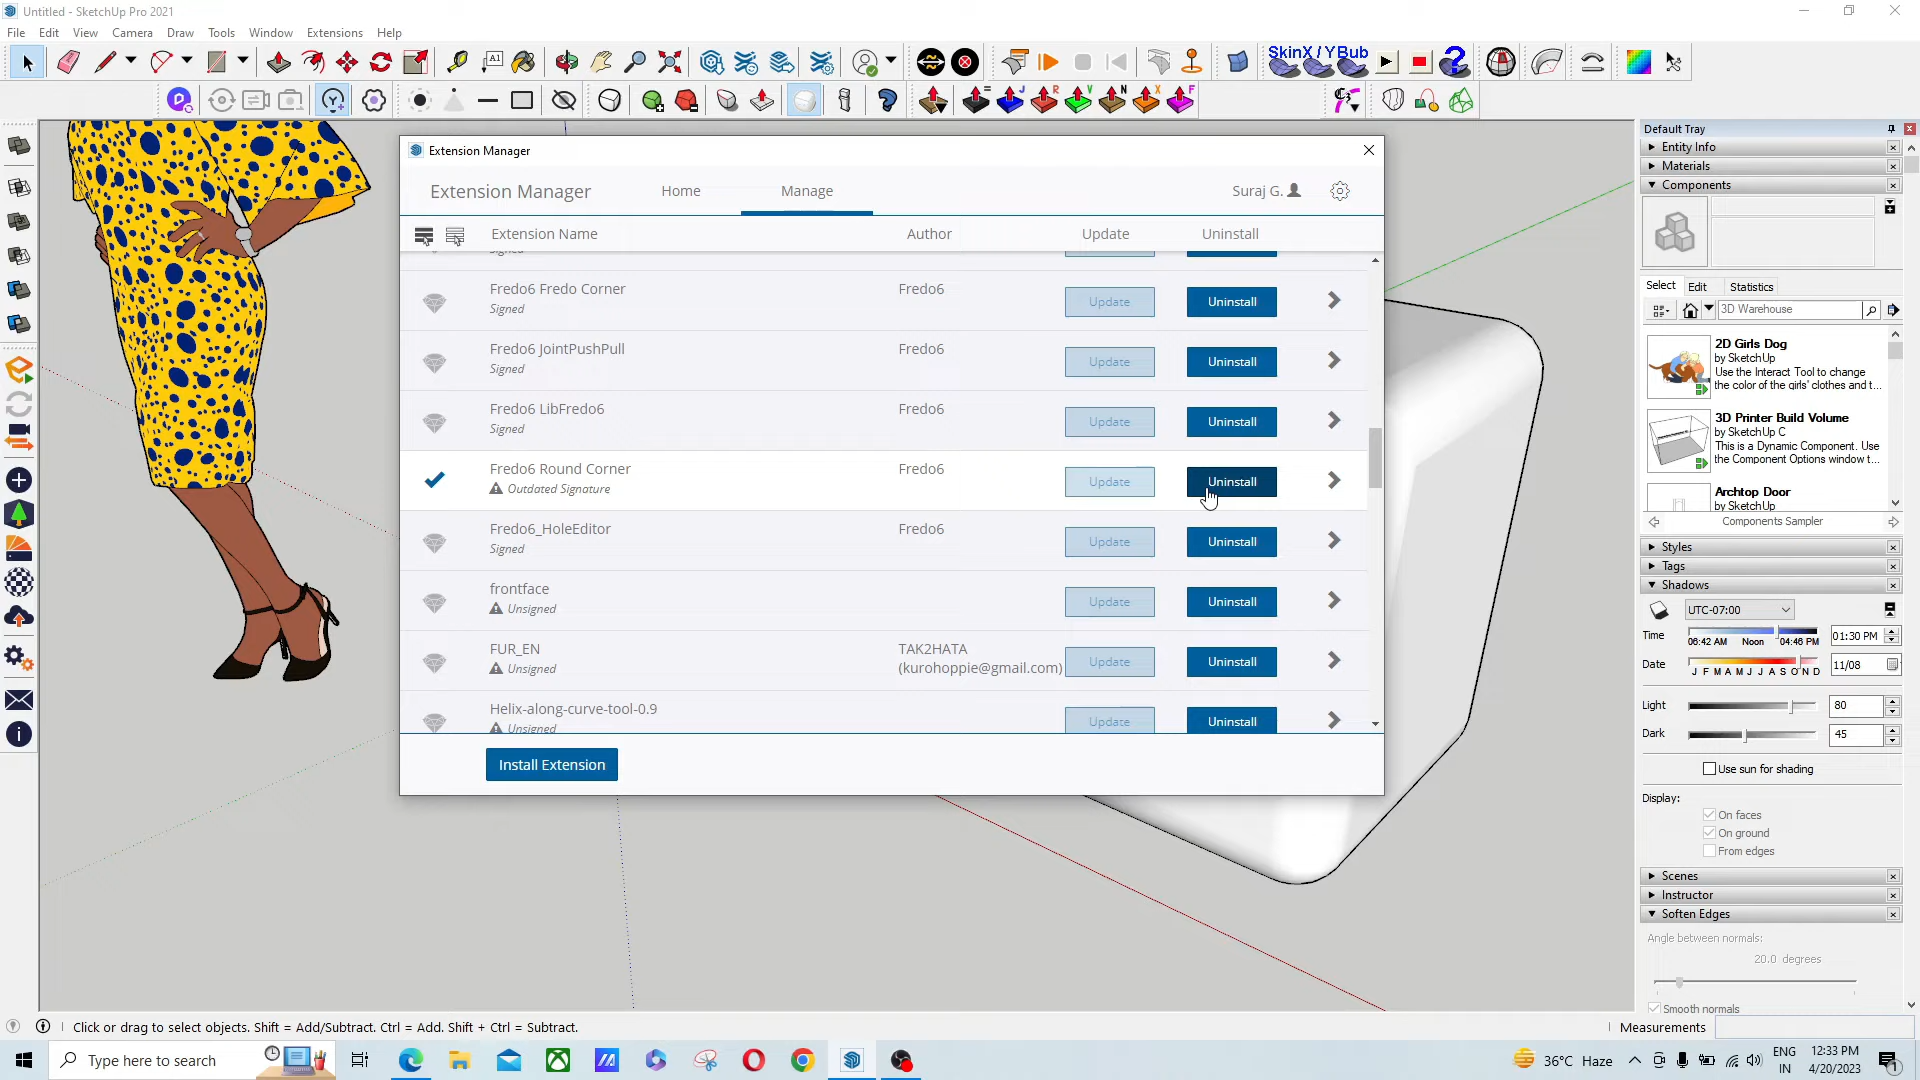 Untitled - SketchUp Pro 2021
File Edit View Camera Draw Tools Window Extensions Help
A1
SkinX / YBub
= J R V N X F
Default Tray
Entity Info
Materials
Components
Select Edit Statistics
3D Warehouse
2D Girls Dog
by SketchUp
Use the Interact Tool to change
the color of the girls' clothes and t...
3D Printer Build Volume
by SketchUp C
This is a Dynamic Component. Use
the Component Options window t...
Archtop Door
by SketchUp
Components Sampler
Styles
Tags
Shadows
UTC-07:00
Time 06:42 AM Noon 04:46 PM 01:30 PM
Date J F M A M J J A S O N D 11/08
Light 80
Dark 45
Use sun for shading
Display:
On faces
On ground
From edges
Scenes
Instructor
Soften Edges
Angle between normals:
20.0 degrees
Smooth normals
Extension Manager
Extension Manager Home Manage Suraj G.
Extension Name Author Update Uninstall
Signed
Fredo6 Fredo Corner Fredo6 Update Uninstall
Signed
Fredo6 JointPushPull Fredo6 Update Uninstall
Signed
Fredo6 LibFredo6 Fredo6 Update Uninstall
Signed
Fredo6 Round Corner Fredo6 Update Uninstall
Outdated Signature
Fredo6_HoleEditor Fredo6 Update Uninstall
Signed
frontface Update Uninstall
Unsigned
FUR_EN TAK2HATA Update Uninstall
Unsigned (kurohoppie@gmail.com)
Helix-along-curve-tool-0.9 Update Uninstall
Unsigned
Install Extension
Click or drag to select objects. Shift = Add/Subtract. Ctrl = Add. Shift + Ctrl = Subtract.
Measurements
Type here to search
36°C Haze
ENG
IN
12:33 PM
4/20/2023
1